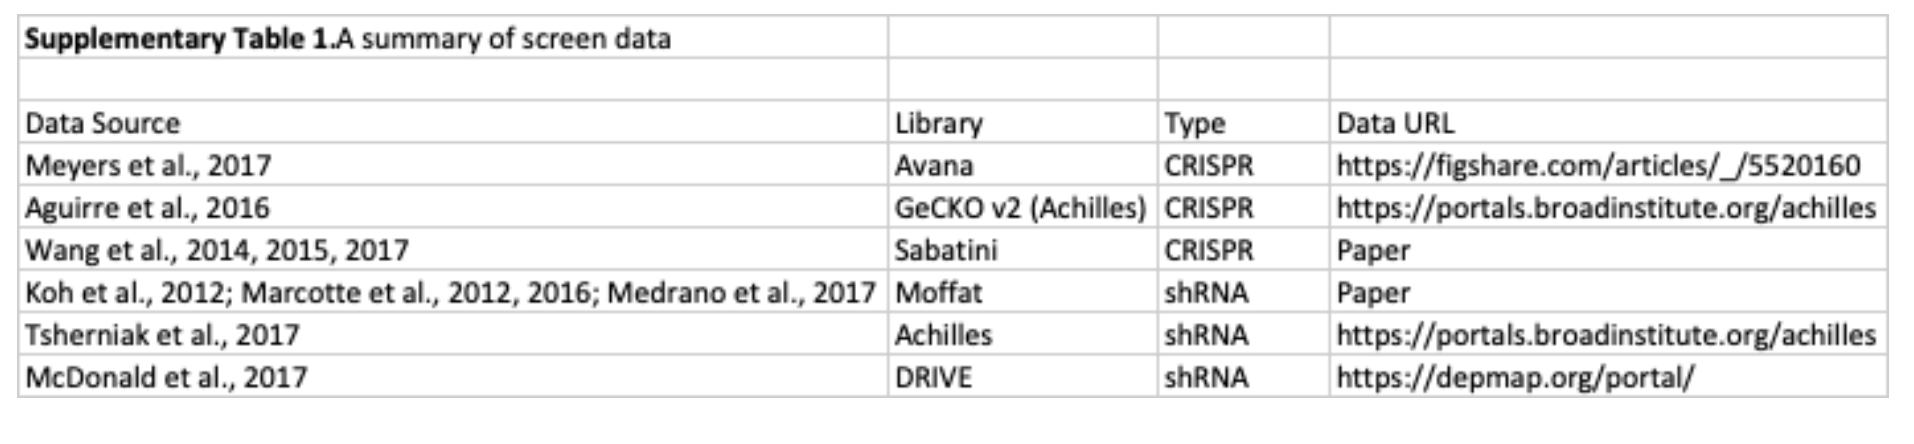 Supplementary Table 1.A summary of screen data
Data Source Library Type Data URL
Meyers et al., 2017 Avana CRISPR https://figshare.com/articles/_/5520160
Aguirre et al., 2016 GeCKO v2 (Achilles) CRISPR https://portals.broadinstitute.org/achilles
Wang et al., 2014, 2015, 2017 Sabatini CRISPR Paper
Koh et al., 2012; Marcotte et al., 2012, 2016; Medrano et al., 2017 Moffat shRNA Paper
Tsherniak et al., 2017 Achilles shRNA https://portals.broadinstitute.org/achilles
McDonald et al., 2017 DRIVE shRNA https://depmap.org/portal/